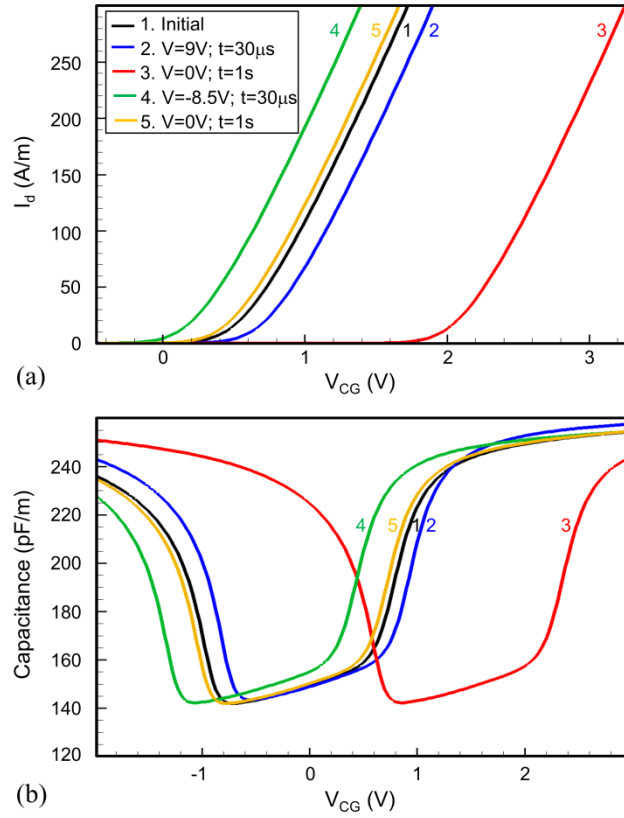 1. Initial
2. V=9V; t=30μs
3. V=0V; t=1s
4. V=-8.5V; t=30μs
5. V=0V; t=1s
4 5 1 2 3
250
200
150
100
50
0
I_d (A/m)
0 1 2 3
V_CG (V)
(a)
240
220
200
180
160
140
120
Capacitance (pF/m)
4 5 1 2 3
-1 0 1 2
V_CG (V)
(b)